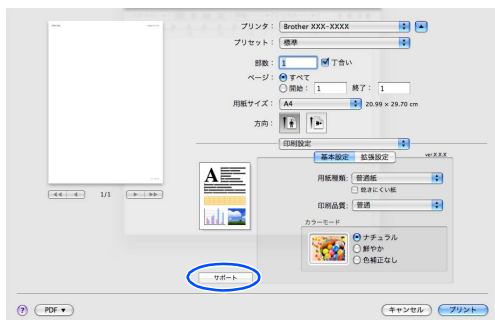 プリンタ： Brother XXX-XXXX
プリセット： 標準
部数： 1 丁合い
ページ： すべて
開始： 1 終了： 1
用紙サイズ： A4 20.99 x 29.70 cm
方向：
印刷設定
基本設定 拡張設定 ver.X.X.X
用紙種類： 普通紙
乾きにくい紙
印刷品質： 普通
カラーモード
ナチュラル
鮮やか
色補正なし
1/1
サポート
? PDF ▼ キャンセル プリント